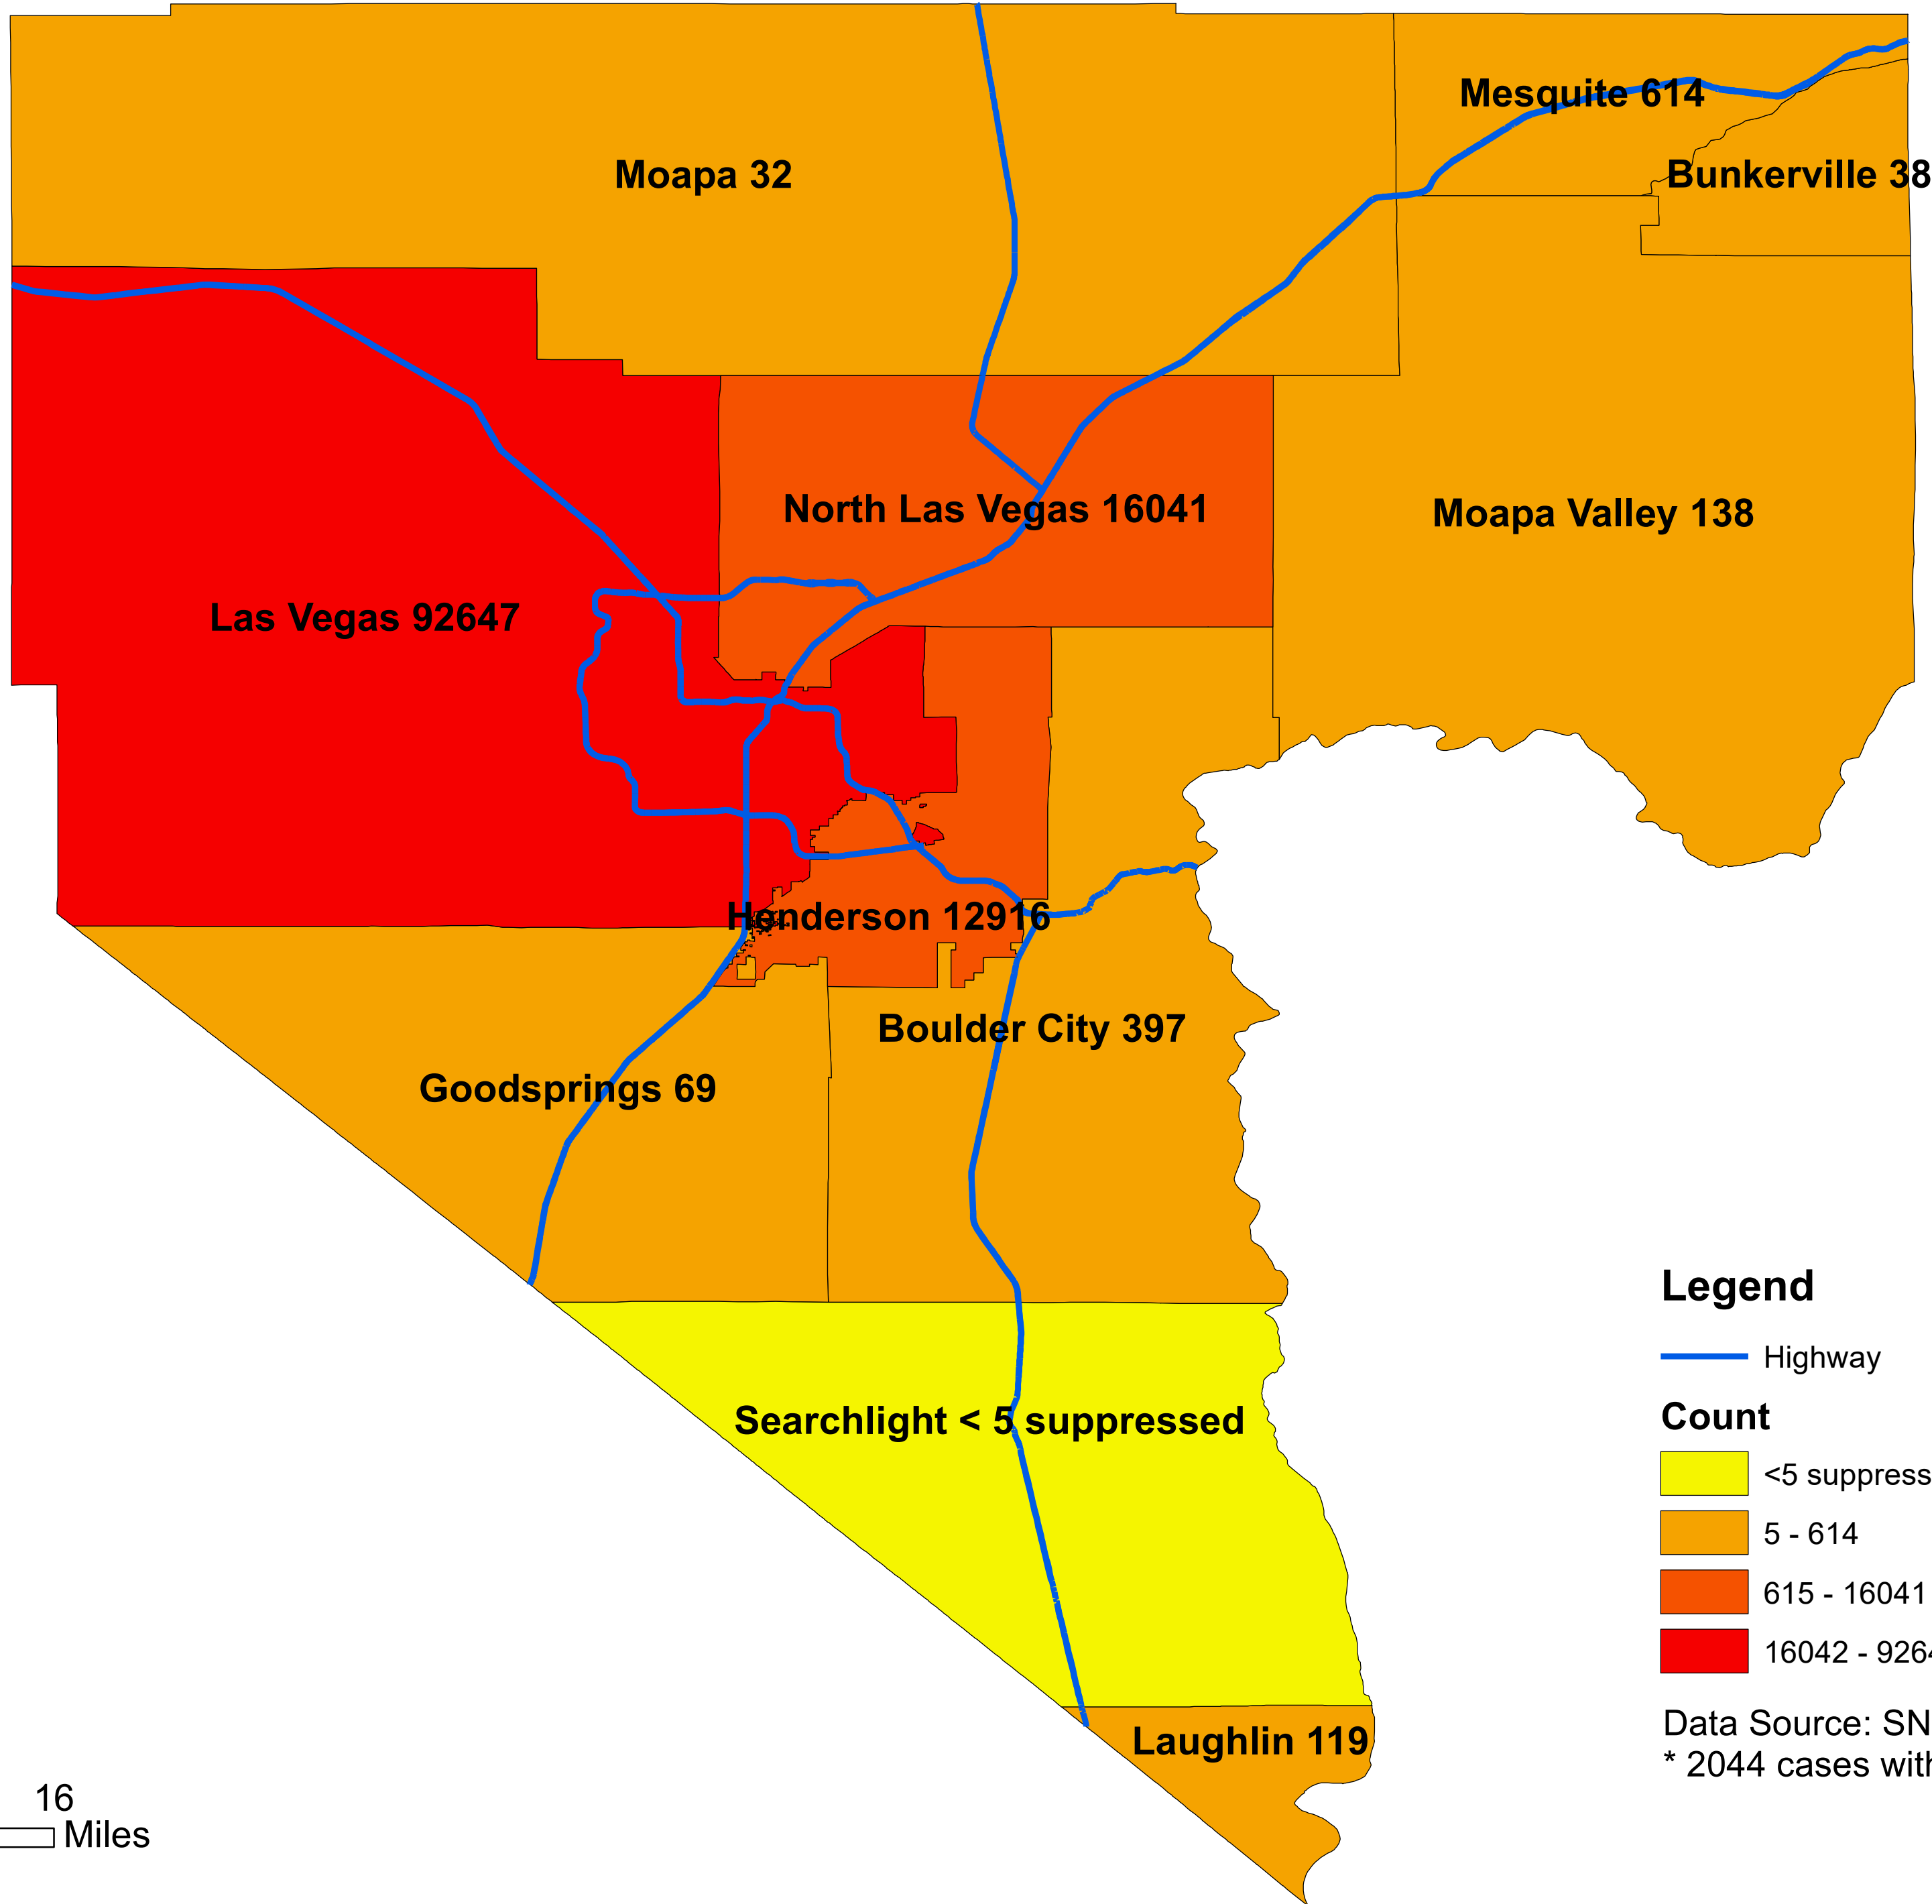 Mesquite 614
Moapa 32
Bunkerville 38
North Las Vegas 16041
Moapa Valley 138
Las Vegas 92647
Henderson 12916
Boulder City 397
Goodsprings 69
Searchlight < 5 suppressed
Laughlin 119
Legend
Highway
Count
<5 suppress
5 - 614
615 - 16041
16042 - 9264
Data Source: SN
* 2044 cases with
16
Miles